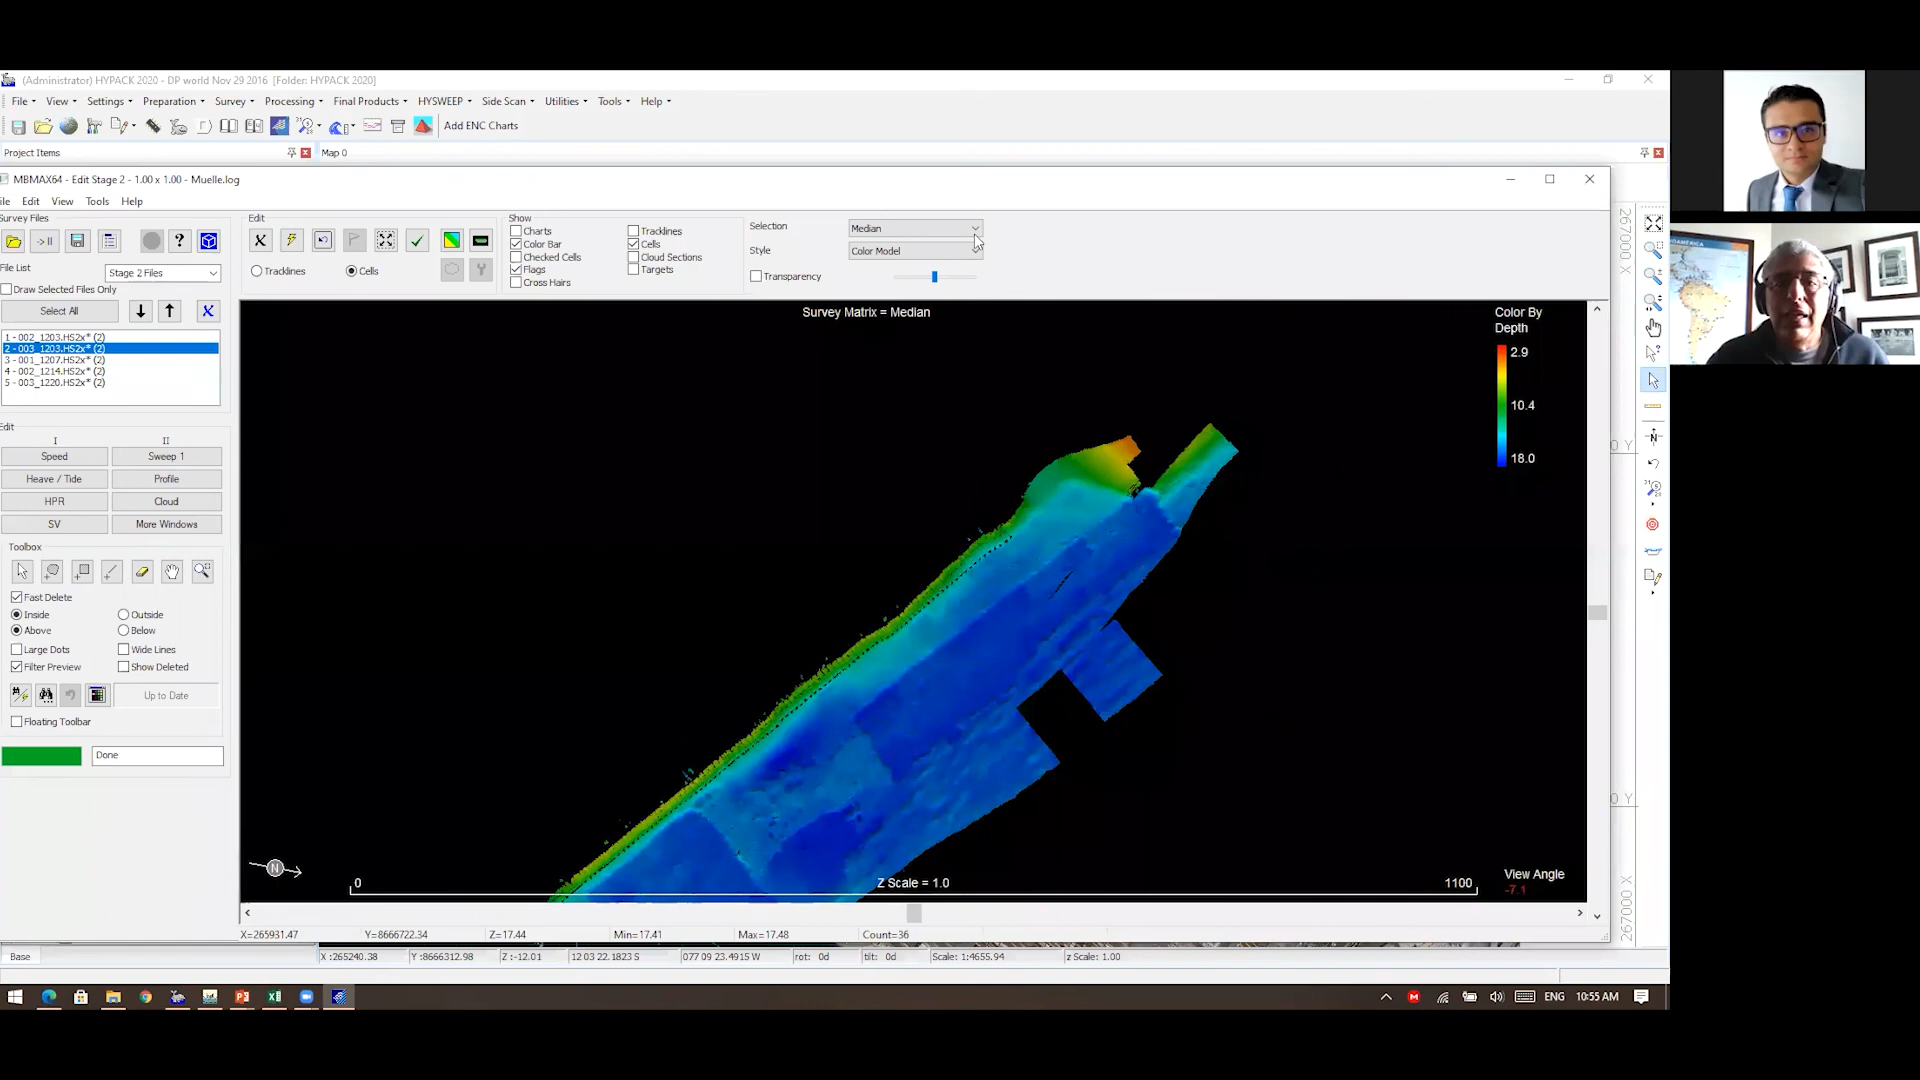 (Administrator) HYPACK 2020 - DP world Nov 29 2016 [Folder: HYPACK 2020]
File View Settings Preparation Survey Processing Final Products HYSWEEP Side Scan Utilities Tools Help
Add ENC Charts
Project Items
Map 0
MBMAX64 - Edit Stage 2 - 1.00 x 1.00 - Muelle.log
ile Edit View Tools Help
Survey Files
File List
Stage 2 Files
Draw Selected Files Only
Select All
1 - 002_1203.HS2x* (2)
2 - 003_1203.HS2x* (2)
3 - 001_1207.HS2x* (2)
4 - 002_1214.HS2x* (2)
5 - 003_1220.HS2x* (2)
Edit
Tracklines
Cells
Show
Charts
Color Bar
Checked Cells
Flags
Cross Hairs
Tracklines
Cells
Cloud Sections
Targets
Selection
Median
Style
Color Model
Transparency
Edit
I II
Speed Sweep 1
Heave / Tide Profile
HPR Cloud
SV More Windows
Toolbox
Fast Delete
Inside Outside
Above Below
Large Dots Wide Lines
Filter Preview Show Deleted
Up to Date
Floating Toolbar
Done
Survey Matrix = Median
Color By
Depth
2.9
10.4
18.0
N
0
Z Scale = 1.0
1100
View Angle
-7.1
X=265931.47 Y=8666722.34 Z=17.44 Min=17.41 Max=17.48 Count=36
267000 X
0 Y
0 Y
267000 X
Base
X :265240.38 Y :8666312.98 Z :-12.01 12 03 22.1823 S 077 09 23.4915 W rot: 0d tilt: 0d Scale: 1:4655.94 z Scale: 1.00
ENG 10:55 AM